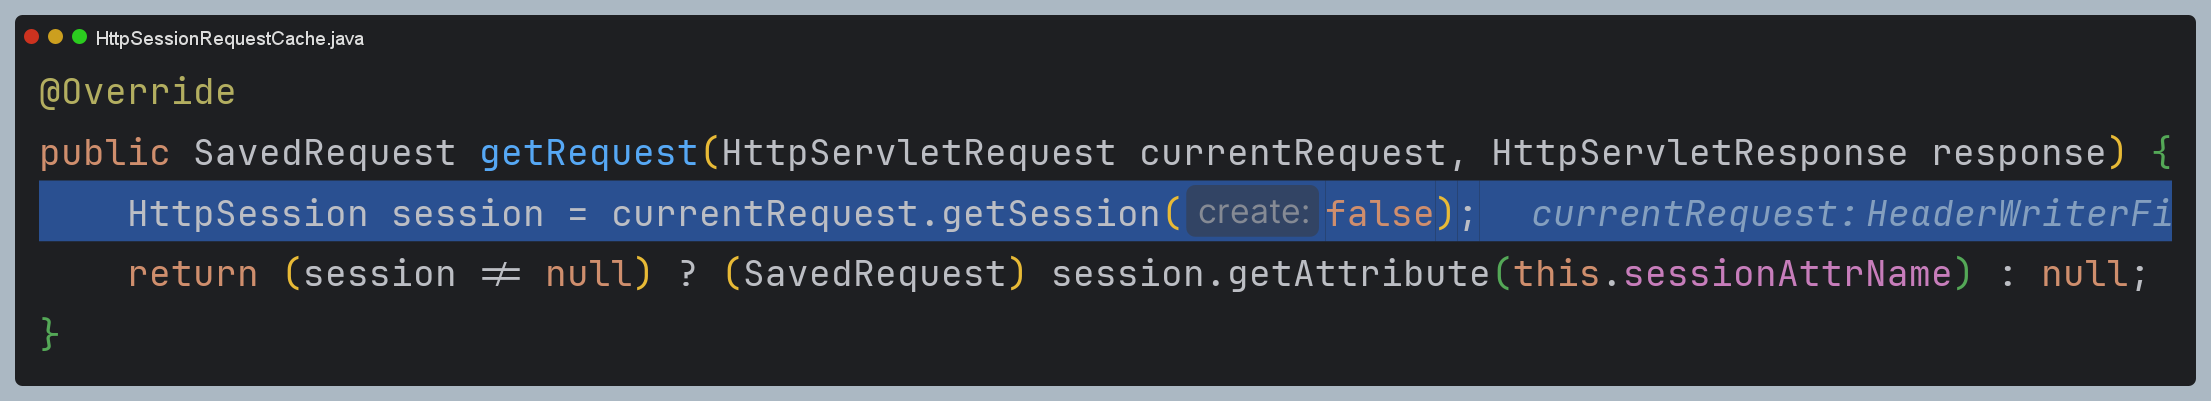 HttpSessionRequestCache.java
@Override
public SavedRequest getRequest(HttpServletRequest currentRequest, HttpServletResponse response) {
HttpSession session = currentRequest.getSession( create: false);   currentRequest: HeaderWriterFi
return (session ≠ null) ? (SavedRequest) session.getAttribute(this.sessionAttrName) : null;
}